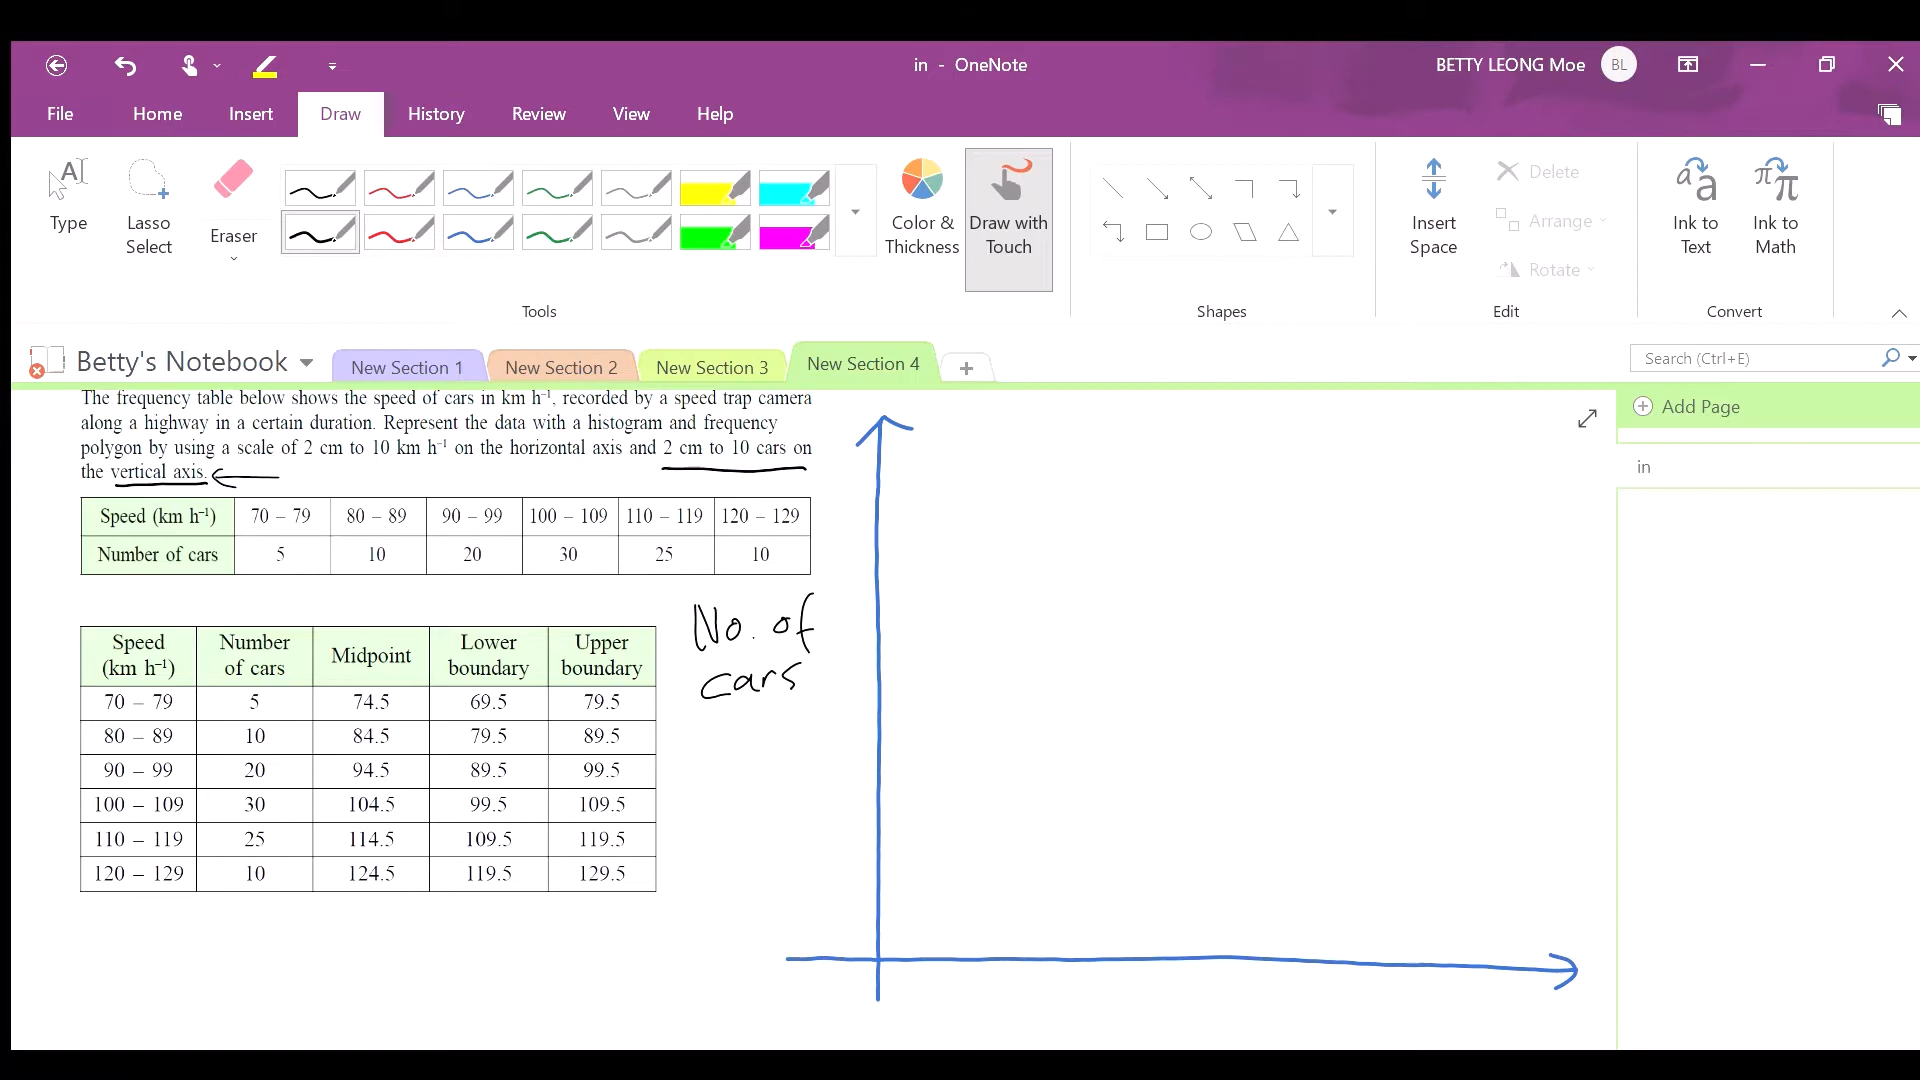 in - OneNote
BETTY LEONG Moe BL
File Home Insert Draw History Review View Help
Type
Lasso Select
Eraser
Color & Thickness
Draw with Touch
Insert Space
Delete
Arrange
Rotate
Ink to Text
Ink to Math
Tools Shapes Edit Convert
Betty's Notebook New Section 1 New Section 2 New Section 3 New Section 4 +
Search (Ctrl+E)
Add Page
in
The frequency table below shows the speed of cars in km h⁻¹, recorded by a speed trap camera
along a highway in a certain duration. Represent the data with a histogram and frequency
polygon by using a scale of 2 cm to 10 km h⁻¹ on the horizontal axis and 2 cm to 10 cars on
the vertical axis.
Speed (km h⁻¹) 70 – 79 80 – 89 90 – 99 100 – 109 110 – 119 120 – 129
Number of cars 5 10 20 30 25 10
No. of
cars
Speed (km h⁻¹) Number of cars Midpoint Lower boundary Upper boundary
70 – 79 5 74.5 69.5 79.5
80 – 89 10 84.5 79.5 89.5
90 – 99 20 94.5 89.5 99.5
100 – 109 30 104.5 99.5 109.5
110 – 119 25 114.5 109.5 119.5
120 – 129 10 124.5 119.5 129.5